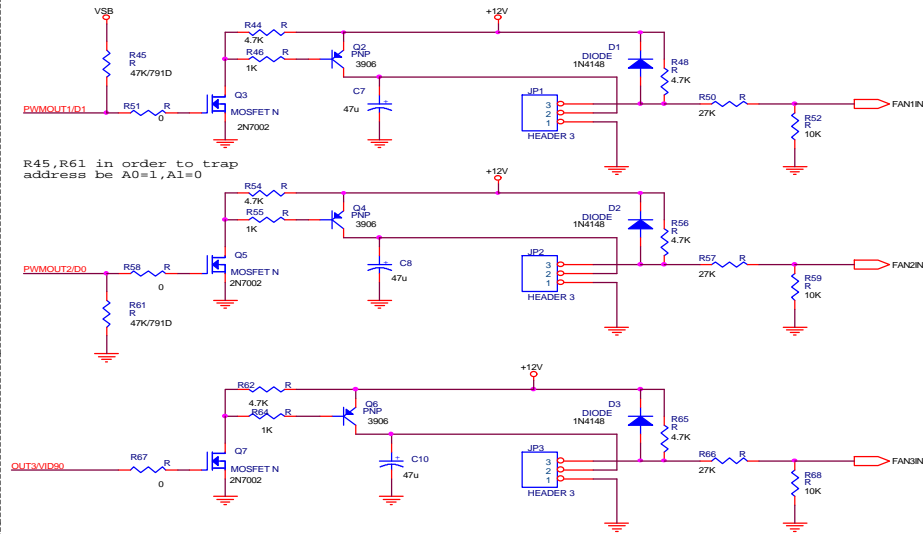 VSB
R45
R
47K/791D
PWMOUT1/D1
R51
R
0
Q3
MOSFET N
2N7002
R44
R
4.7K
R46
R
1K
Q2
PNP
3906
C7
47u
+12V
D1
DIODE
1N4148
R48
R
4.7K
JP1
3
2
1
HEADER 3
R50
R
27K
R52
R
10K
FAN1IN
R45,R61 in order to trap
address be A0=1,A1=0
R54
R
4.7K
R55
R
1K
Q4
PNP
3906
+12V
D2
DIODE
1N4148
R56
R
4.7K
PWMOUT2/D0
R58
R
0
Q5
MOSFET N
2N7002
C8
47u
JP2
3
2
1
HEADER 3
R57
R
27K
R59
R
10K
FAN2IN
R61
R
47K/791D
R62
R
4.7K
R64
R
1K
Q6
PNP
3906
+12V
D3
DIODE
1N4148
R65
R
4.7K
OUT3/VID90
R67
R
0
Q7
MOSFET N
2N7002
C10
47u
JP3
3
2
1
HEADER 3
R66
R
27K
R68
R
10K
FAN3IN